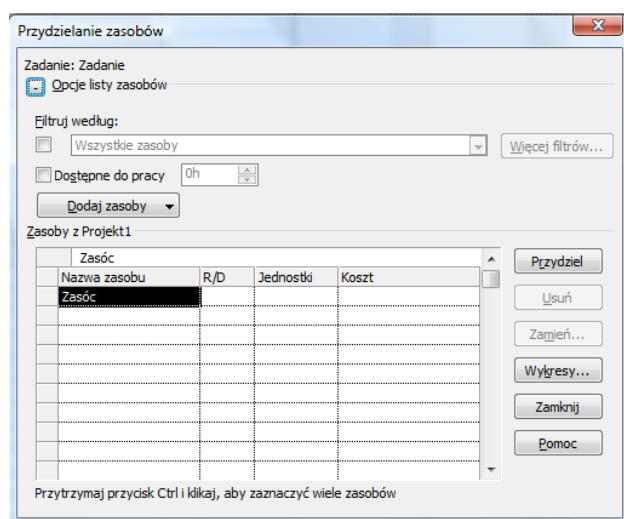 Przydzielanie zasobów
Zadanie: Zadanie
Opcje listy zasobów
Filtruj według:
Wszystkie zasoby
Więcej filtrów...
Dostępne do pracy 0h
Dodaj zasoby
Zasoby z Projekt1
Zasóc
Przydziel
Nazwa zasobu R/D Jednostki Koszt
Zasóc
Usuń
Zamień...
Wykresy...
Zamknij
Pomoc
Przytrzymaj przycisk Ctrl i klikaj, aby zaznaczyć wiele zasobów